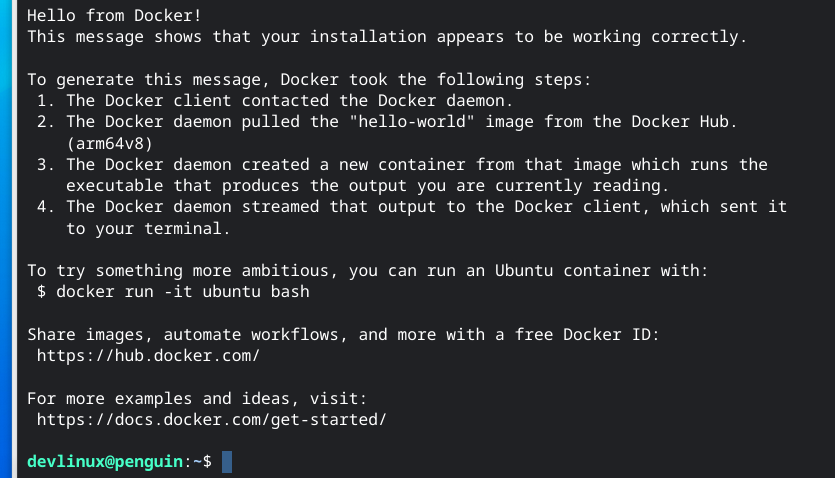 Hello from Docker!
This message shows that your installation appears to be working correctly.

To generate this message, Docker took the following steps:
 1. The Docker client contacted the Docker daemon.
 2. The Docker daemon pulled the "hello-world" image from the Docker Hub.
    (arm64v8)
 3. The Docker daemon created a new container from that image which runs the
    executable that produces the output you are currently reading.
 4. The Docker daemon streamed that output to the Docker client, which sent it
    to your terminal.

To try something more ambitious, you can run an Ubuntu container with:
 $ docker run -it ubuntu bash

Share images, automate workflows, and more with a free Docker ID:
 https://hub.docker.com/

For more examples and ideas, visit:
 https://docs.docker.com/get-started/

devlinux@penguin:~$